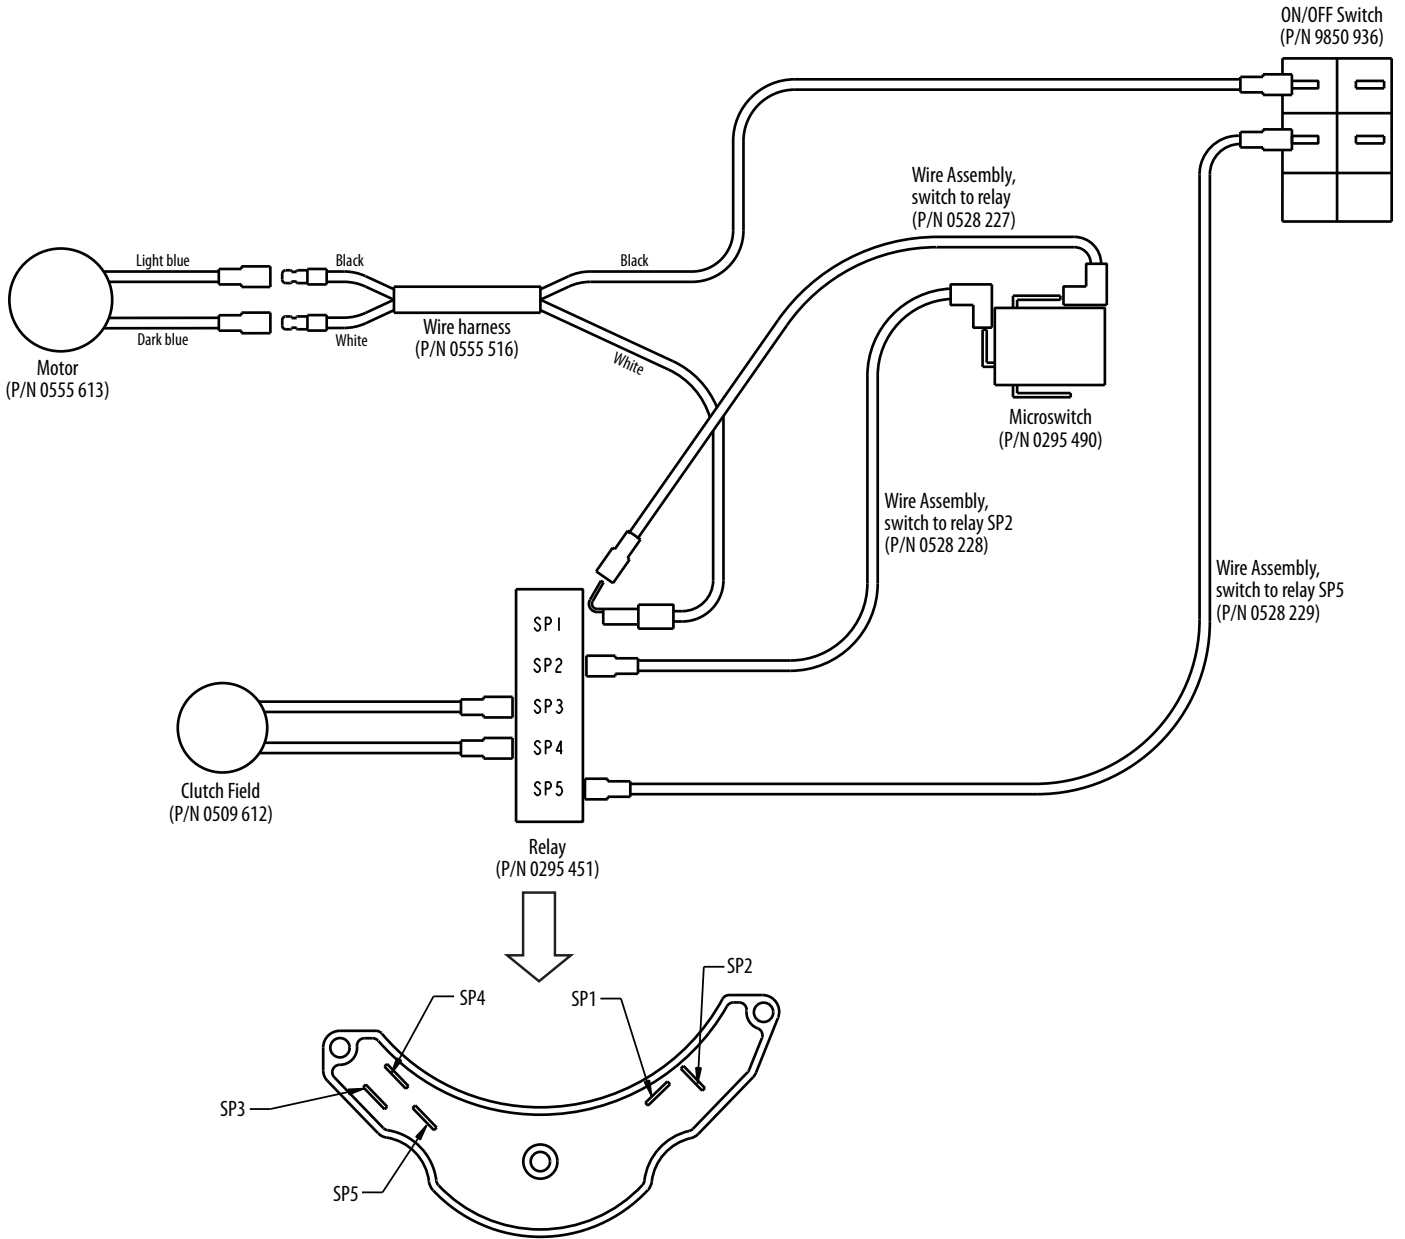 ON/OFF Switch
(P/N 9850 936)
Wire Assembly,
switch to relay
(P/N 0528 227)
Light blue
Black
Black
Dark blue
White
Wire harness
(P/N 0555 516)
White
Motor
(P/N 0555 613)
Microswitch
(P/N 0295 490)
Wire Assembly,
switch to relay SP2
(P/N 0528 228)
Wire Assembly,
switch to relay SP5
(P/N 0528 229)
SP1
SP2
SP3
SP4
SP5
Clutch Field
(P/N 0509 612)
Relay
(P/N 0295 451)
SP2
SP4
SP1
SP3
SP5